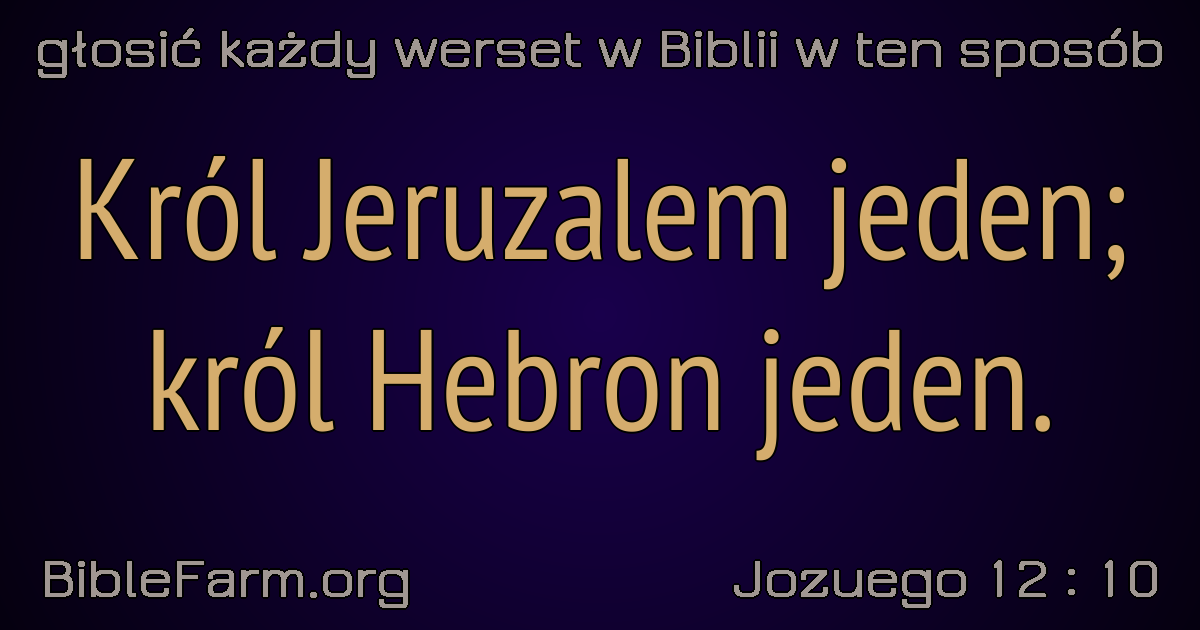 głosić każdy werset w Biblii w ten sposób
Król Jeruzalem jeden;
król Hebron jeden.
BibleFarm.org
Jozuego 12 : 10